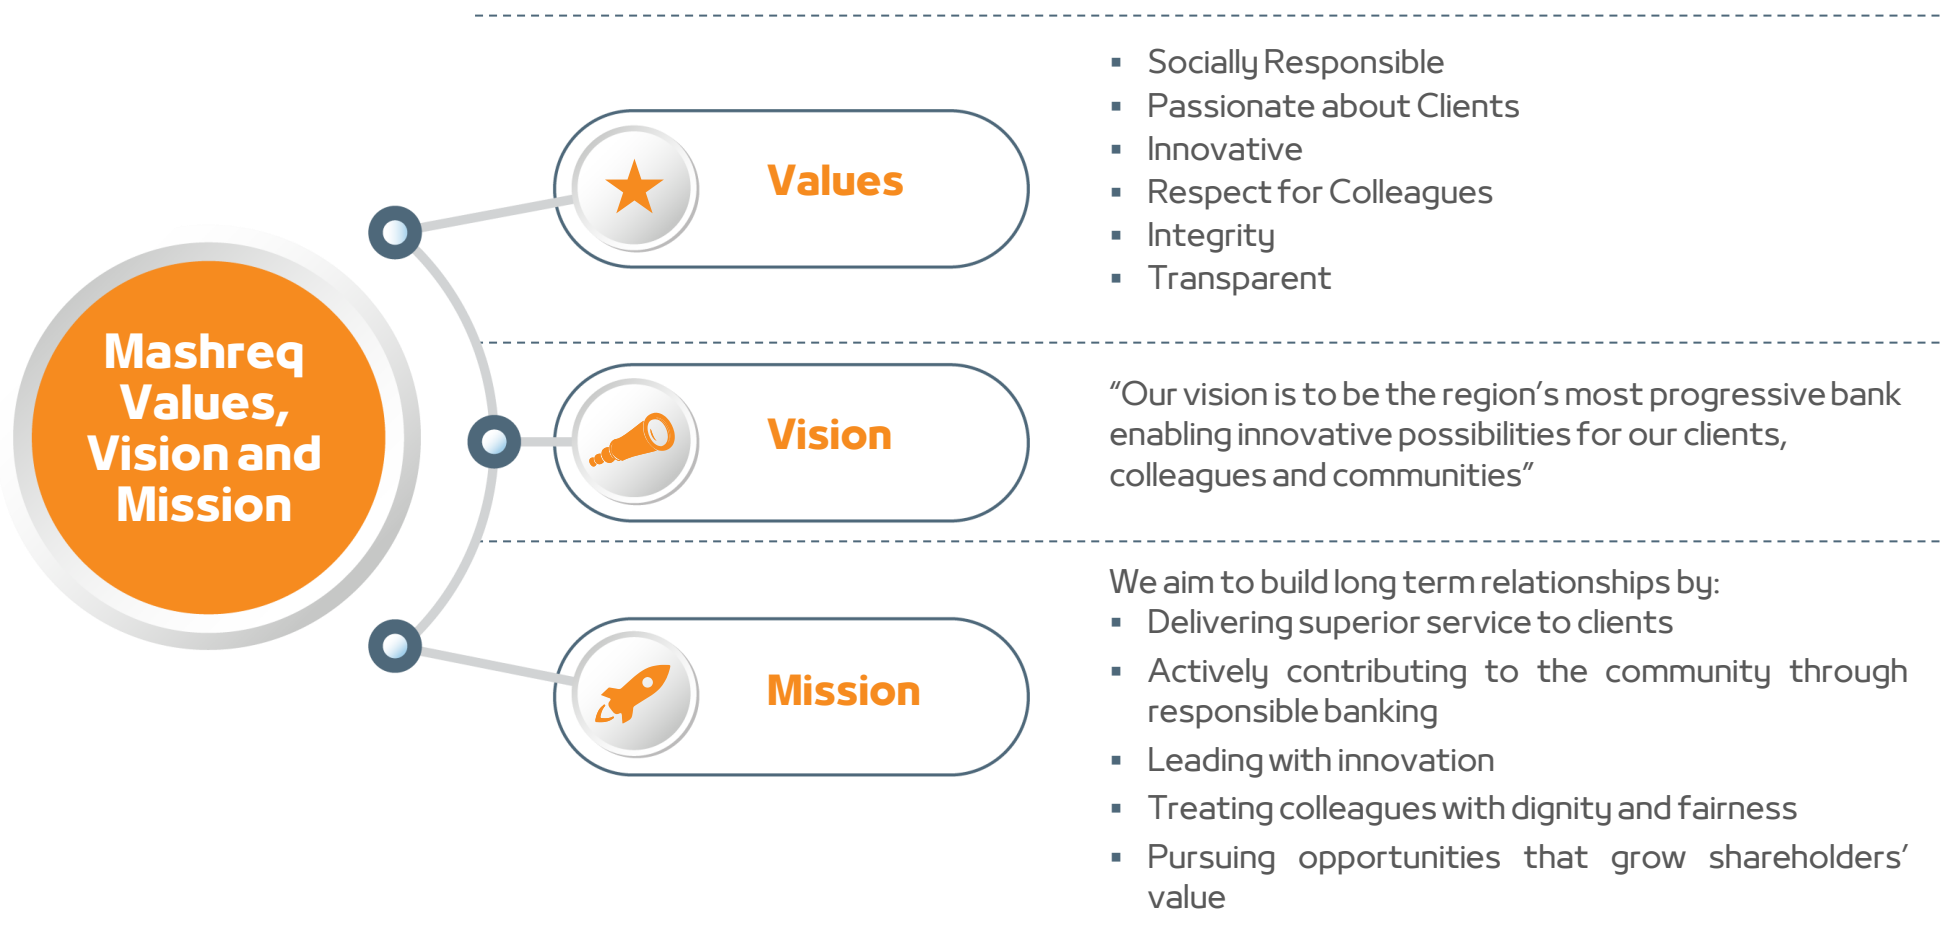 Mashreq
Values,
Vision and
Mission
Values
▪ Socially Responsible
▪ Passionate about Clients
▪ Innovative
▪ Respect for Colleagues
▪ Integrity
▪ Transparent
Vision
“Our vision is to be the region’s most progressive bank
enabling innovative possibilities for our clients,
colleagues and communities”
Mission
We aim to build long term relationships by:
▪ Delivering superior service to clients
▪ Actively contributing to the community through
responsible banking
▪ Leading with innovation
▪ Treating colleagues with dignity and fairness
▪ Pursuing opportunities that grow shareholders’
value